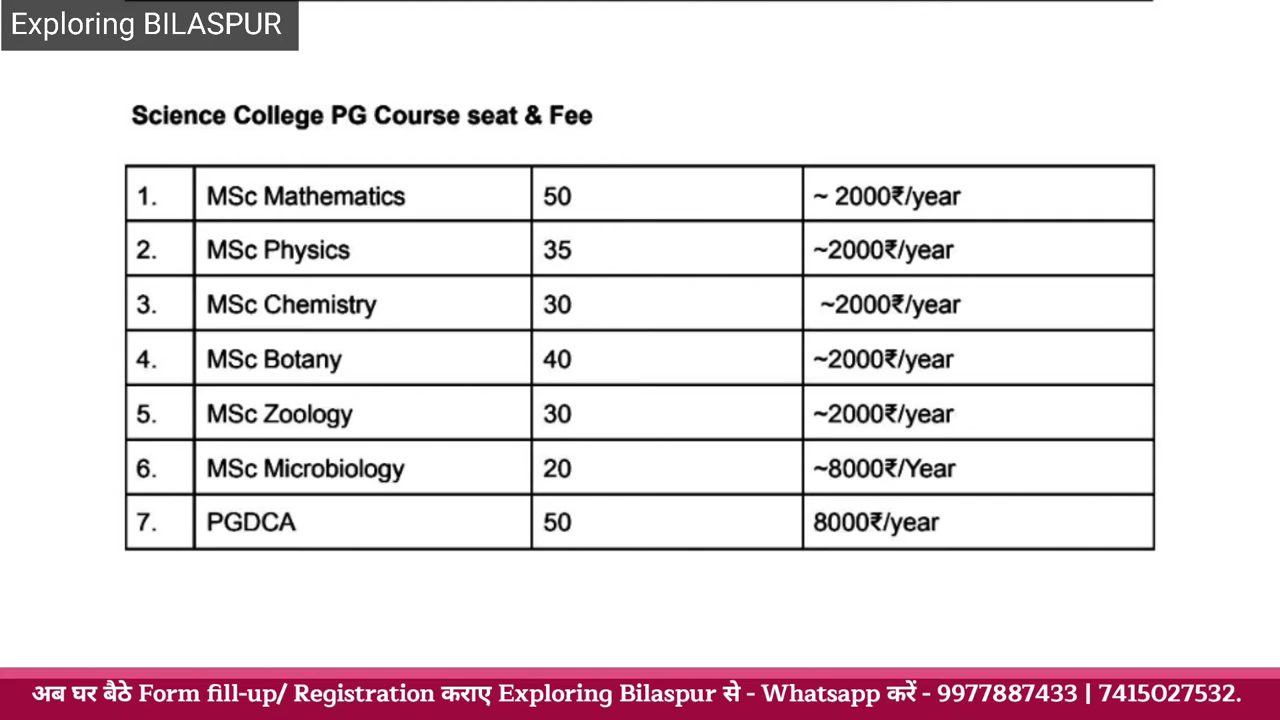 Exploring BILASPUR
Science College PG Course seat & Fee
1. MSc Mathematics 50 ~ 2000₹/year
2. MSc Physics 35 ~2000₹/year
3. MSc Chemistry 30 ~2000₹/year
4. MSc Botany 40 ~2000₹/year
5. MSc Zoology 30 ~2000₹/year
6. MSc Microbiology 20 ~8000₹/Year
7. PGDCA 50 8000₹/year
अब घर बैठे Form fill-up/ Registration कराए Exploring Bilaspur से - Whatsapp करें - 9977887433 | 7415027532.